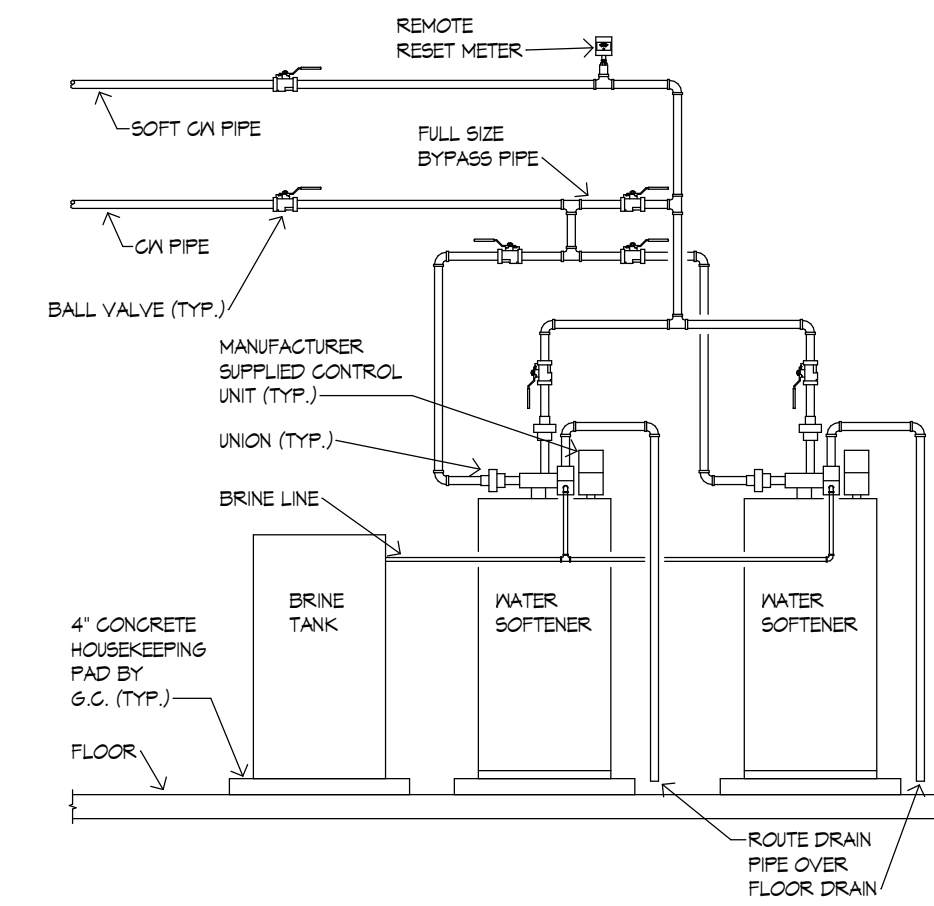 REMOTE
RESET METER
SOFT CW PIPE
FULL SIZE
BYPASS PIPE
CW PIPE
BALL VALVE (TYP.)
MANUFACTURER
SUPPLIED CONTROL
UNIT (TYP.)
UNION (TYP.)
BRINE LINE
BRINE
TANK
WATER
SOFTENER
WATER
SOFTENER
4" CONCRETE
HOUSEKEEPING
PAD BY
G.C. (TYP.)
FLOOR
ROUTE DRAIN
PIPE OVER
FLOOR DRAIN